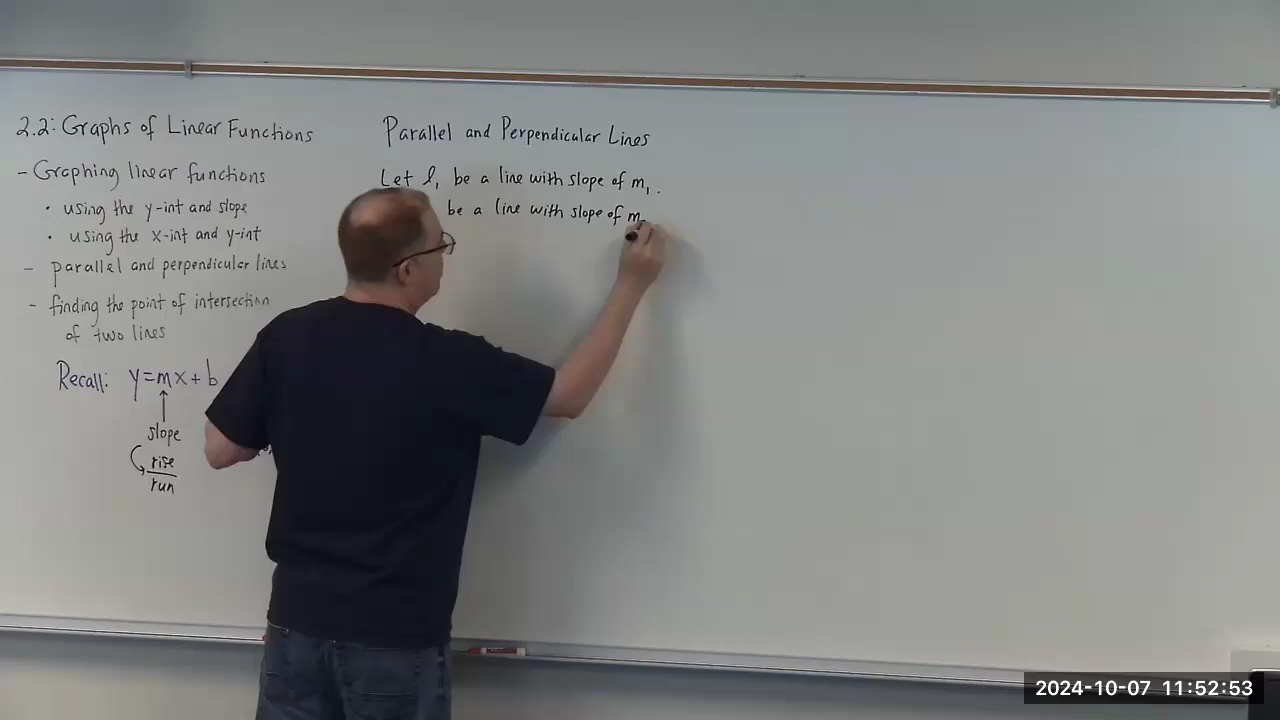 2.2: Graphs of Linear Functions
- Graphing linear functions
• using the y-int and slope
• using the x-int and y-int
- parallel and perpendicular lines
- finding the point of intersection
of two lines
Recall: y=mx+b
slope
rise
run
Parallel and Perpendicular Lines
Let l₁ be a line with slope of m₁.
be a line with slope of m
2024-10-07 11:52:53